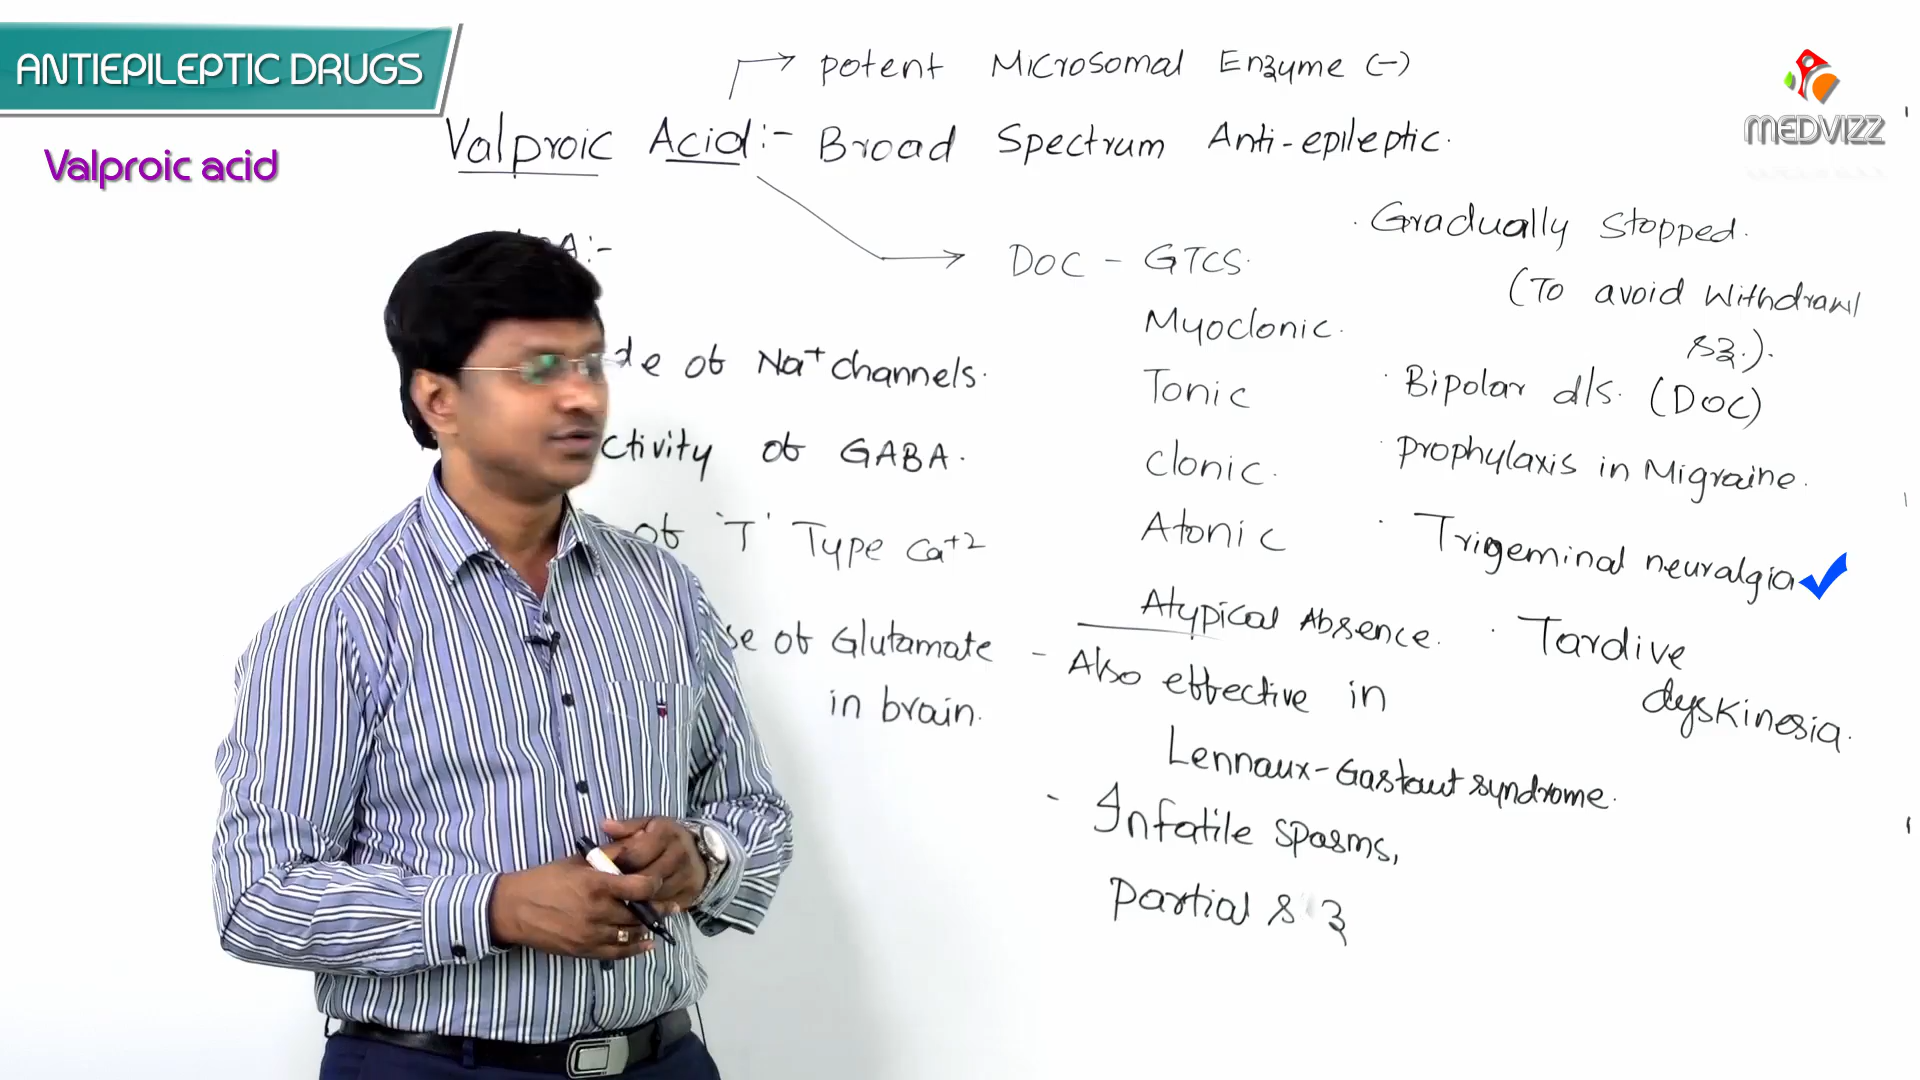 ANTIEPILEPTIC DRUGS
Valproic acid
MEDVIZZ
potent Microsomal Enzyme (-)
Valproic Acid:- Broad Spectrum Anti-epileptic.
A:-
de of Na+ channels.
ctivity of GABA.
of 'T' Type Ca+2
se of Glutamate
in brain.
DOC - GTCS.
Myoclonic.
Tonic
clonic.
Atonic
Atypical Absence.
- Also effective in
Lennaux-Gastaut syndrome.
- Infatile spasms,
Partial sz
. Gradually stopped.
(To avoid withdrawl
sz.).
. Bipolar d/s. (DOC)
. Prophylaxis in Migraine.
. Trigeminal neuralgia
. Tardive
dyskinesia.